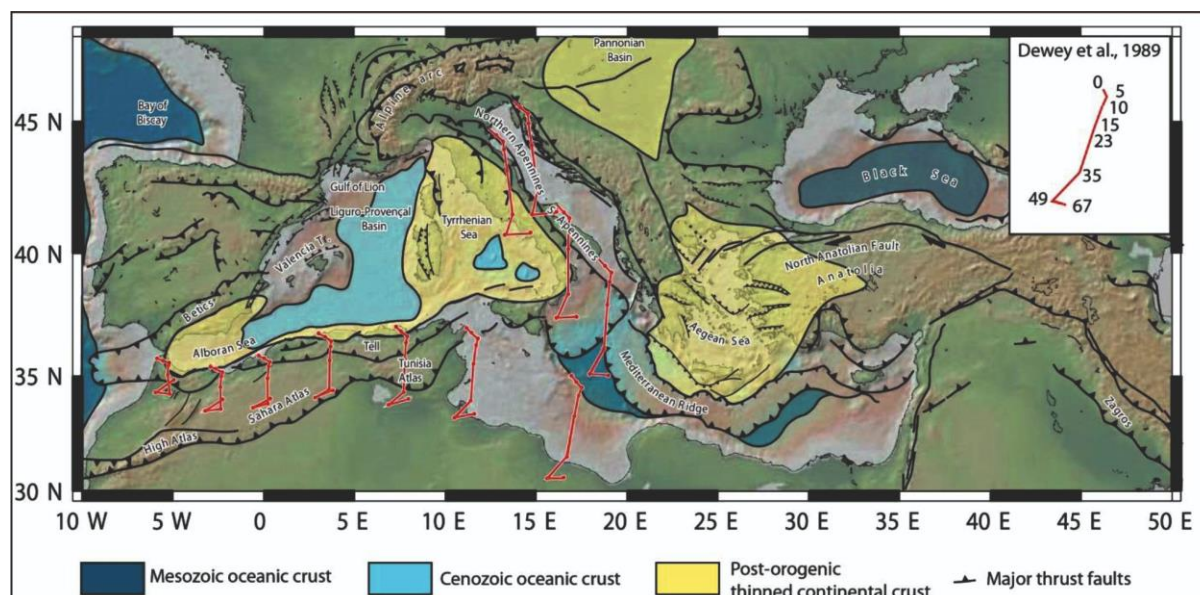 Pannonian
Basin
Dewey et al., 1989
0
5
10
15
23
35
49
67
Bay of
Biscay
Alpine arc
Northern Apennines
S. Apennines
Black Sea
Gulf of Lion
Liguro-Provençal
Basin
Tyrrhenian
Sea
Valencia T.
North Anatolian Fault
Anatolia
Betics
Alboran Sea
Aegean Sea
Tell
Tunisia
Atlas
Sahara Atlas
High Atlas
Mediterranean Ridge
Zagros
45 N
40 N
35 N
30 N
10 W 5 W 0 5 E 10 E 15 E 20 E 25 E 30 E 35 E 40 E 45 E 50 E
Mesozoic oceanic crust
Cenozoic oceanic crust
Post-orogenic
thinned continental crust
Major thrust faults